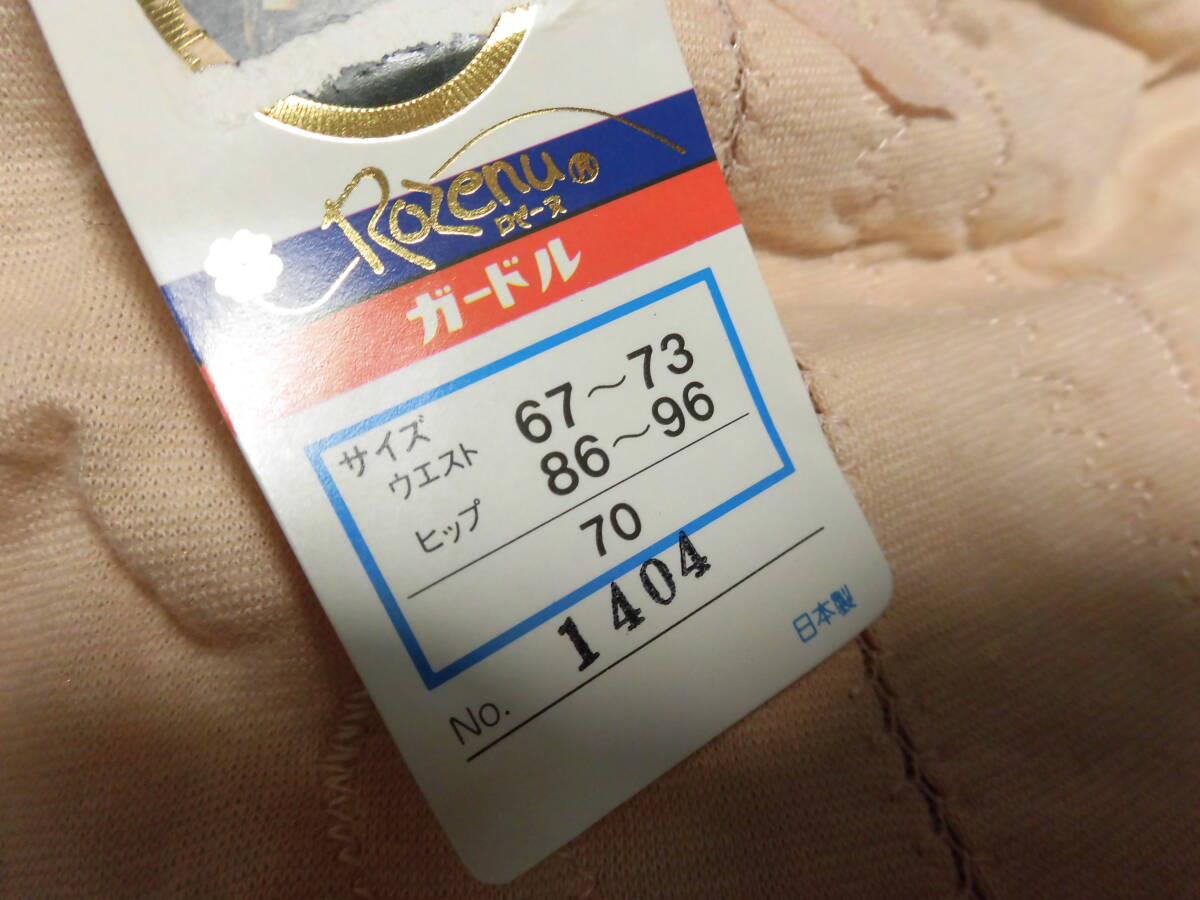 Rozenu®
ロゼーヌ
ガードル
サイズ
ウエスト 67～73
ヒップ 86～96
70
No. 1404
日本製